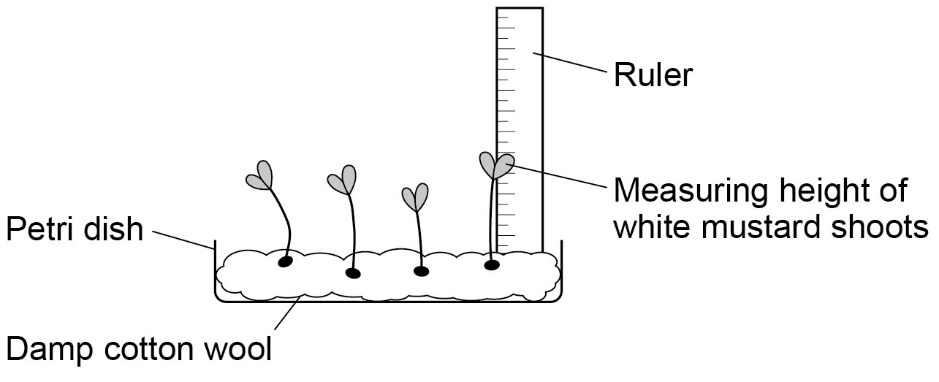 Ruler
Measuring height of
white mustard shoots
Petri dish
Damp cotton wool